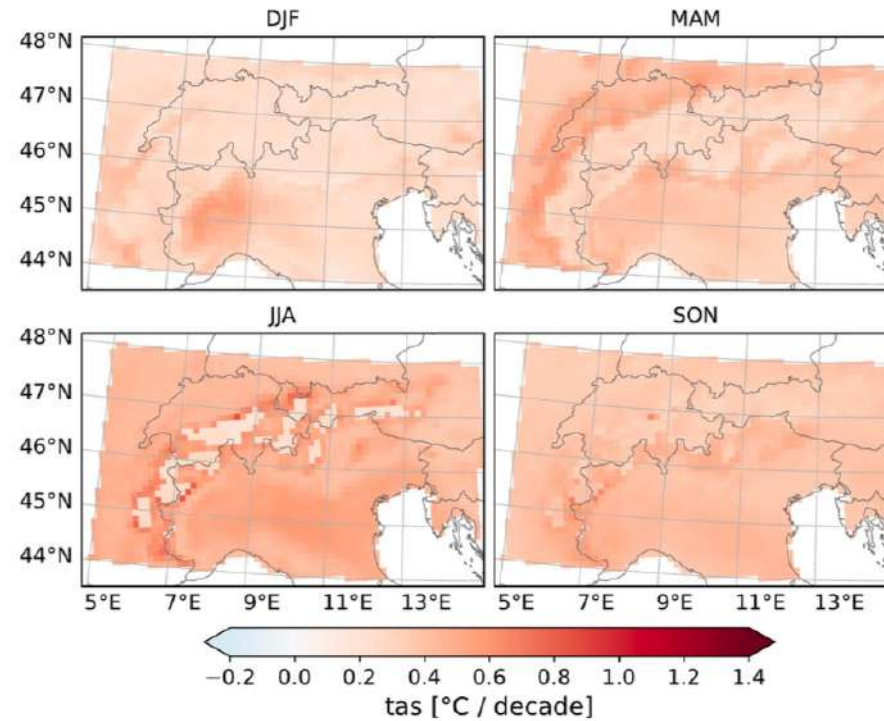 DJF MAM
48°N
47°N
46°N
45°N
44°N
JJA SON
48°N
47°N
46°N
45°N
44°N
5°E 7°E 9°E 11°E 13°E 5°E 7°E 9°E 11°E 13°E
−0.2 0.0 0.2 0.4 0.6 0.8 1.0 1.2 1.4
tas [°C / decade]